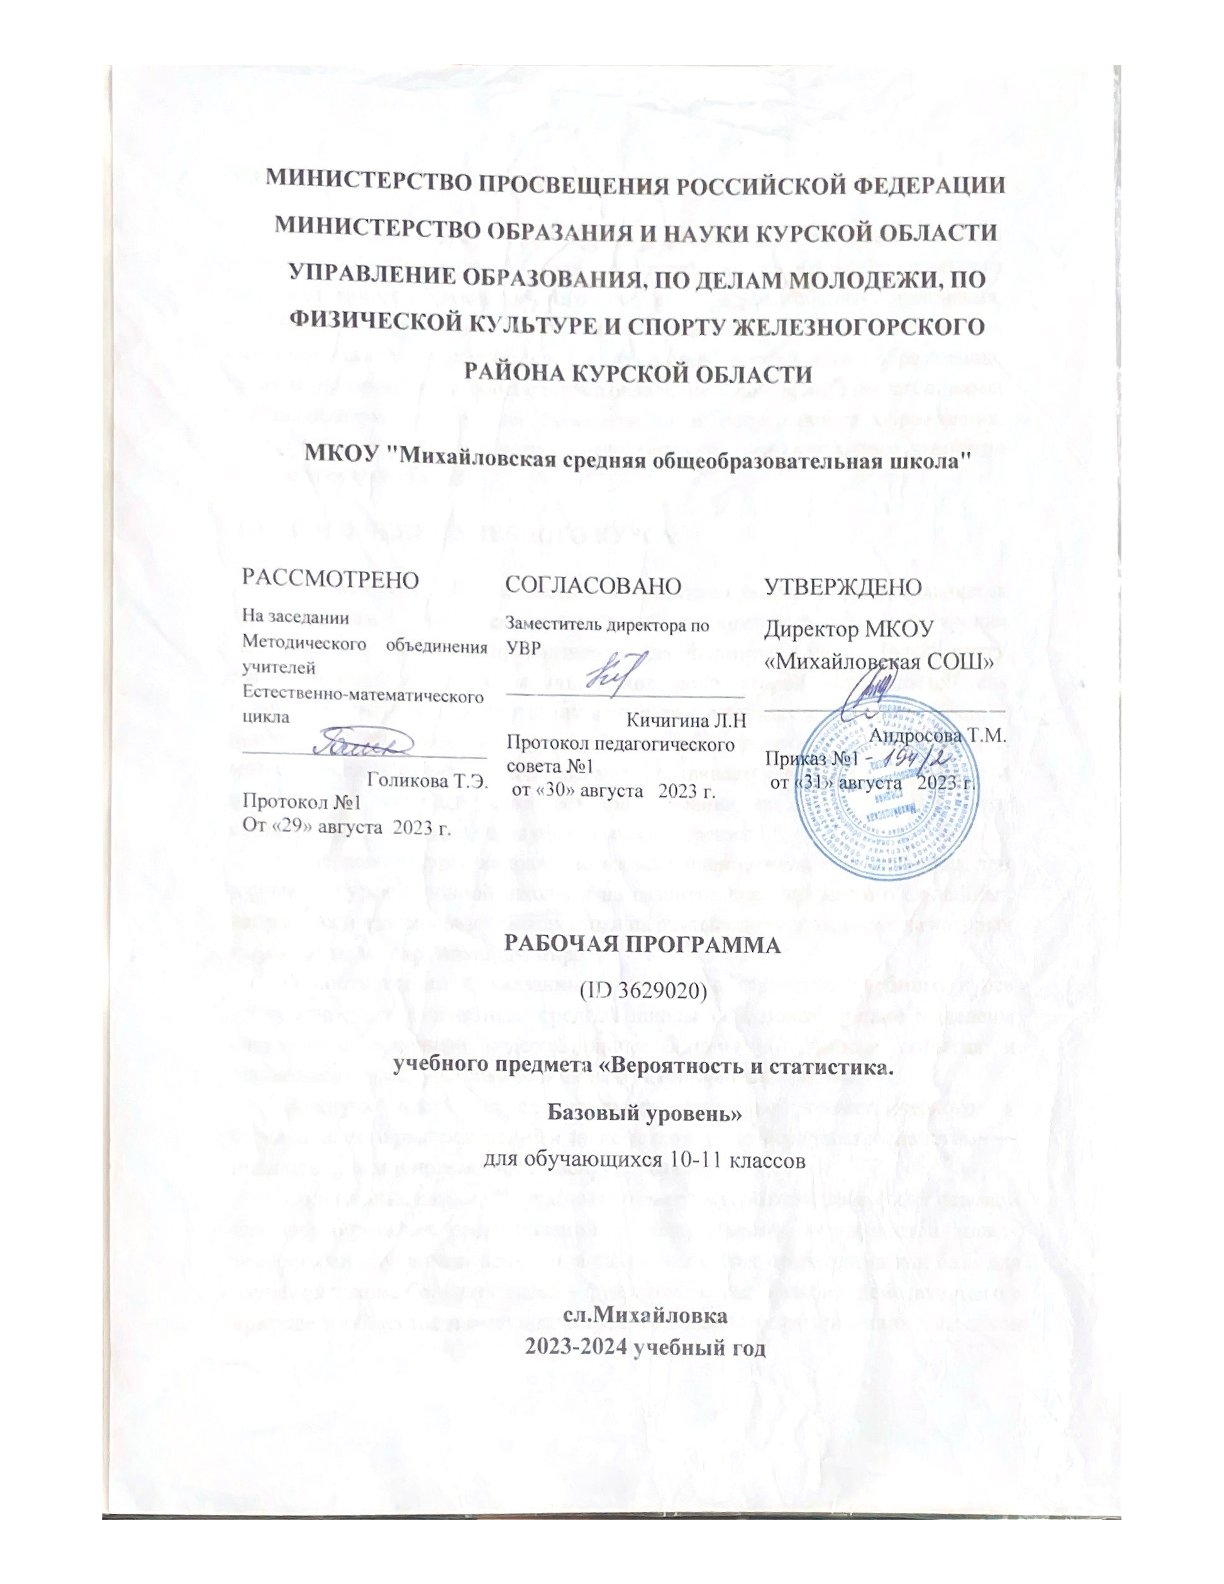 МИНИСТЕРСТВО ПРОСВЕЩЕНИЯ РОССИЙСКОЙ ФЕДЕРАЦИИ
МИНИСТЕРСТВО ОБРАЗАНИЯ И НАУКИ КУРСКОЙ ОБЛАСТИ
УПРАВЛЕНИЕ ОБРАЗОВАНИЯ, ПО ДЕЛАМ МОЛОДЕЖИ, ПО
ФИЗИЧЕСКОЙ КУЛЬТУРЕ И СПОРТУ ЖЕЛЕЗНОГОРСКОГО
РАЙОНА КУРСКОЙ ОБЛАСТИ
МКОУ "Михайловская средняя общеобразовательная школа"
РАССМОТРЕНО
На заседании
Методического объединения
учителей
Естественно-математического
цикла
Голикова Т.Э.
Протокол №1
От «29» августа 2023 г.
СОГЛАСОВАНО
Заместитель директора по
УВР
Кичигина Л.Н
Протокол педагогического
совета №1
от «30» августа 2023 г.
УТВЕРЖДЕНО
Директор МКОУ
«Михайловская СОШ»
Андросова Т.М.
Приказ №1 - 194/2
от «31» августа 2023 г.
РАБОЧАЯ ПРОГРАММА
(ID 3629020)
учебного предмета «Вероятность и статистика.
Базовый уровень»
для обучающихся 10-11 классов
сл.Михайловка
2023-2024 учебный год